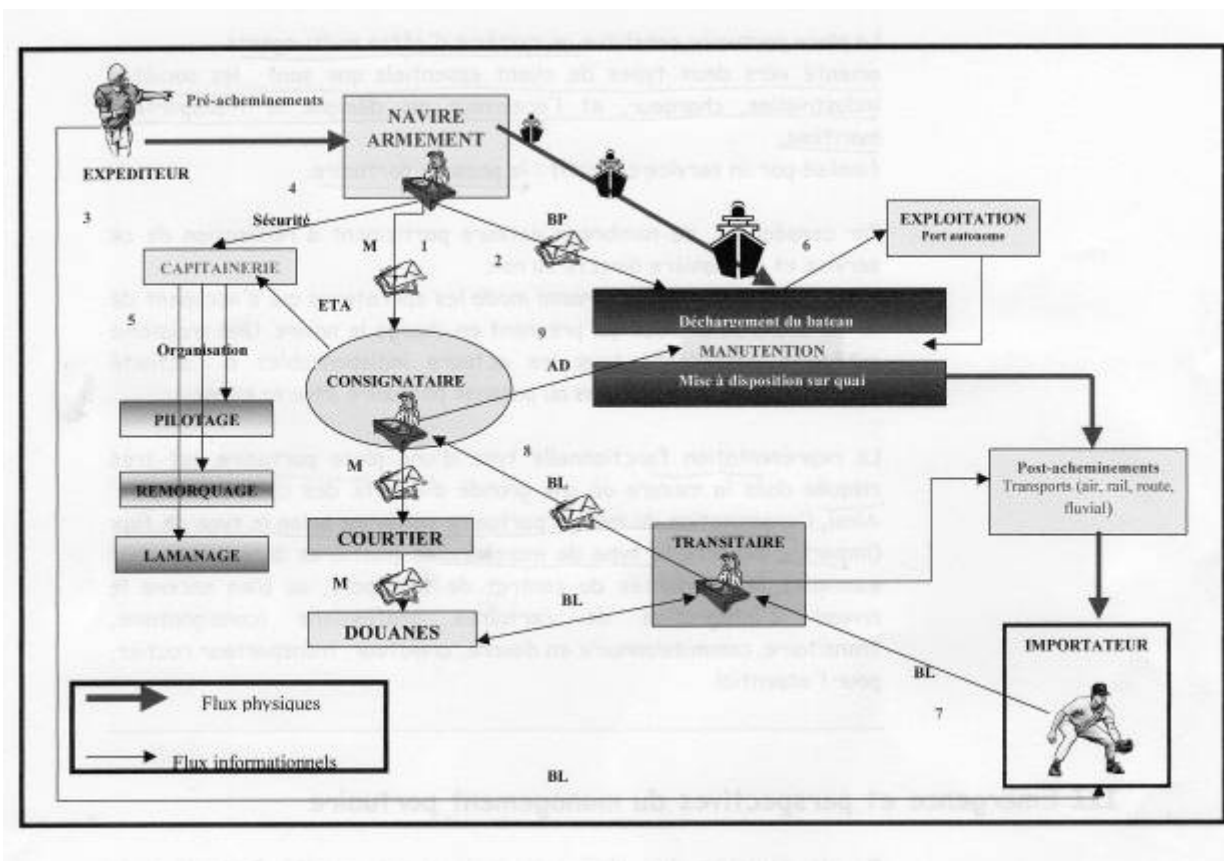 Pré-acheminements
NAVIRE
ARMEMENT
EXPEDITEUR
4
3
Sécurité
M
1
BP
2
6
EXPLOITATION
Port autonome
CAPITAINERIE
ETA
5
Organisation
9
Déchargement du bateau
MANUTENTION
Mise à disposition sur quai
AD
CONSIGNATAIRE
PILOTAGE
8
M
BL
REMORQUAGE
Post-acheminements
Transports (air, rail, route,
fluvial)
COURTIER
TRANSITAIRE
LAMANAGE
M
BL
DOUANES
IMPORTATEUR
BL
7
Flux physiques
Flux informationnels
BL